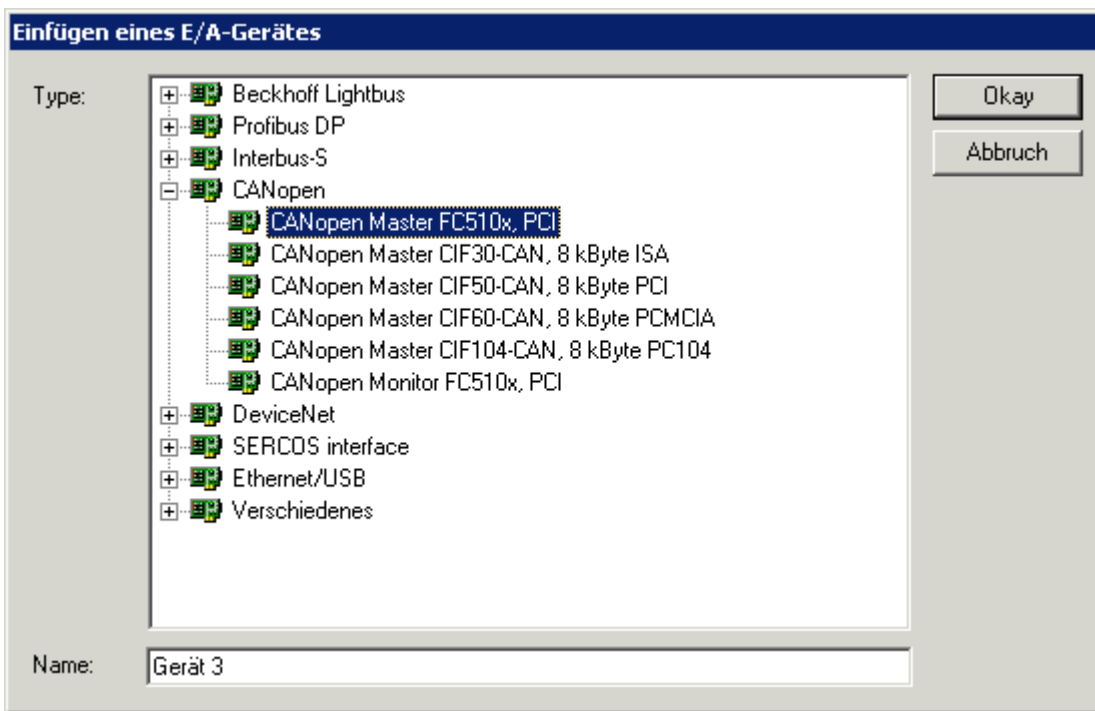 Einfügen eines E/A-Gerätes
Type:
Beckhoff Lightbus
Profibus DP
Interbus-S
CANopen
CANopen Master FC510x, PCI
CANopen Master CIF30-CAN, 8 kByte ISA
CANopen Master CIF50-CAN, 8 kByte PCI
CANopen Master CIF60-CAN, 8 kByte PCMCIA
CANopen Master CIF104-CAN, 8 kByte PC104
CANopen Monitor FC510x, PCI
DeviceNet
SERCOS interface
Ethernet/USB
Verschiedenes
Okay
Abbruch
Name:
Gerät 3